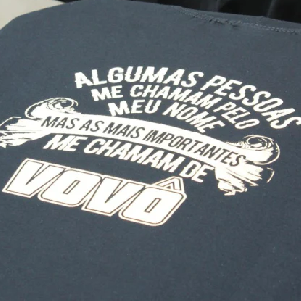 ALGUMAS PESSOAS
ME CHAMAM PELO
MEU NOME
MAS AS MAIS IMPORTANTES
ME CHAMAM DE
VOVÔ